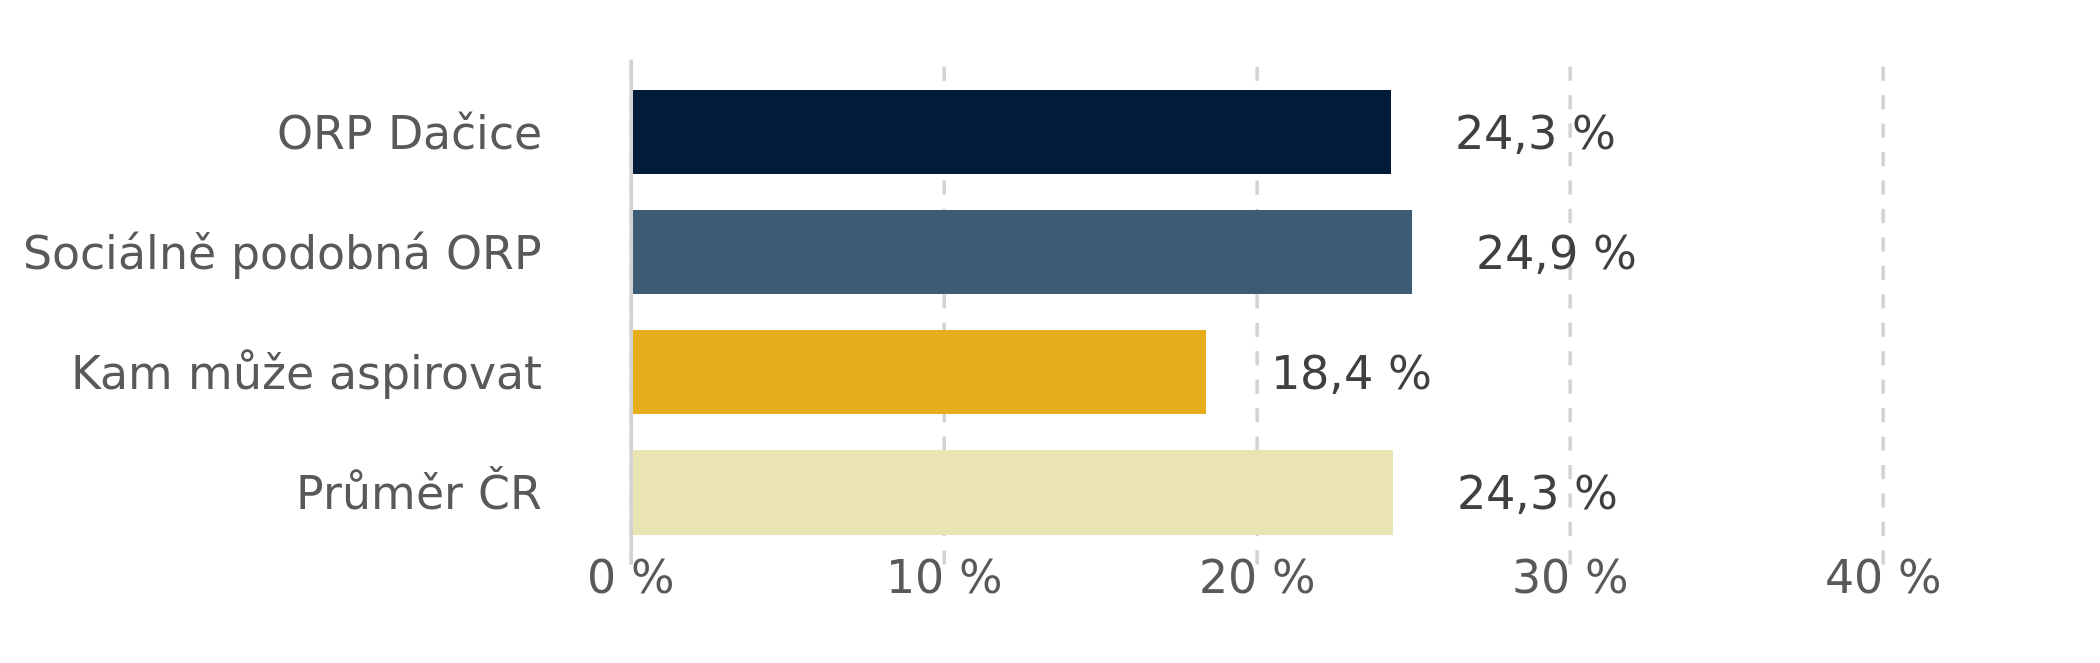 ORP Dačice 24,3 %
Sociálně podobná ORP 24,9 %
Kam může aspirovat 18,4 %
Průměr ČR 24,3 %
0 % 10 % 20 % 30 % 40 %